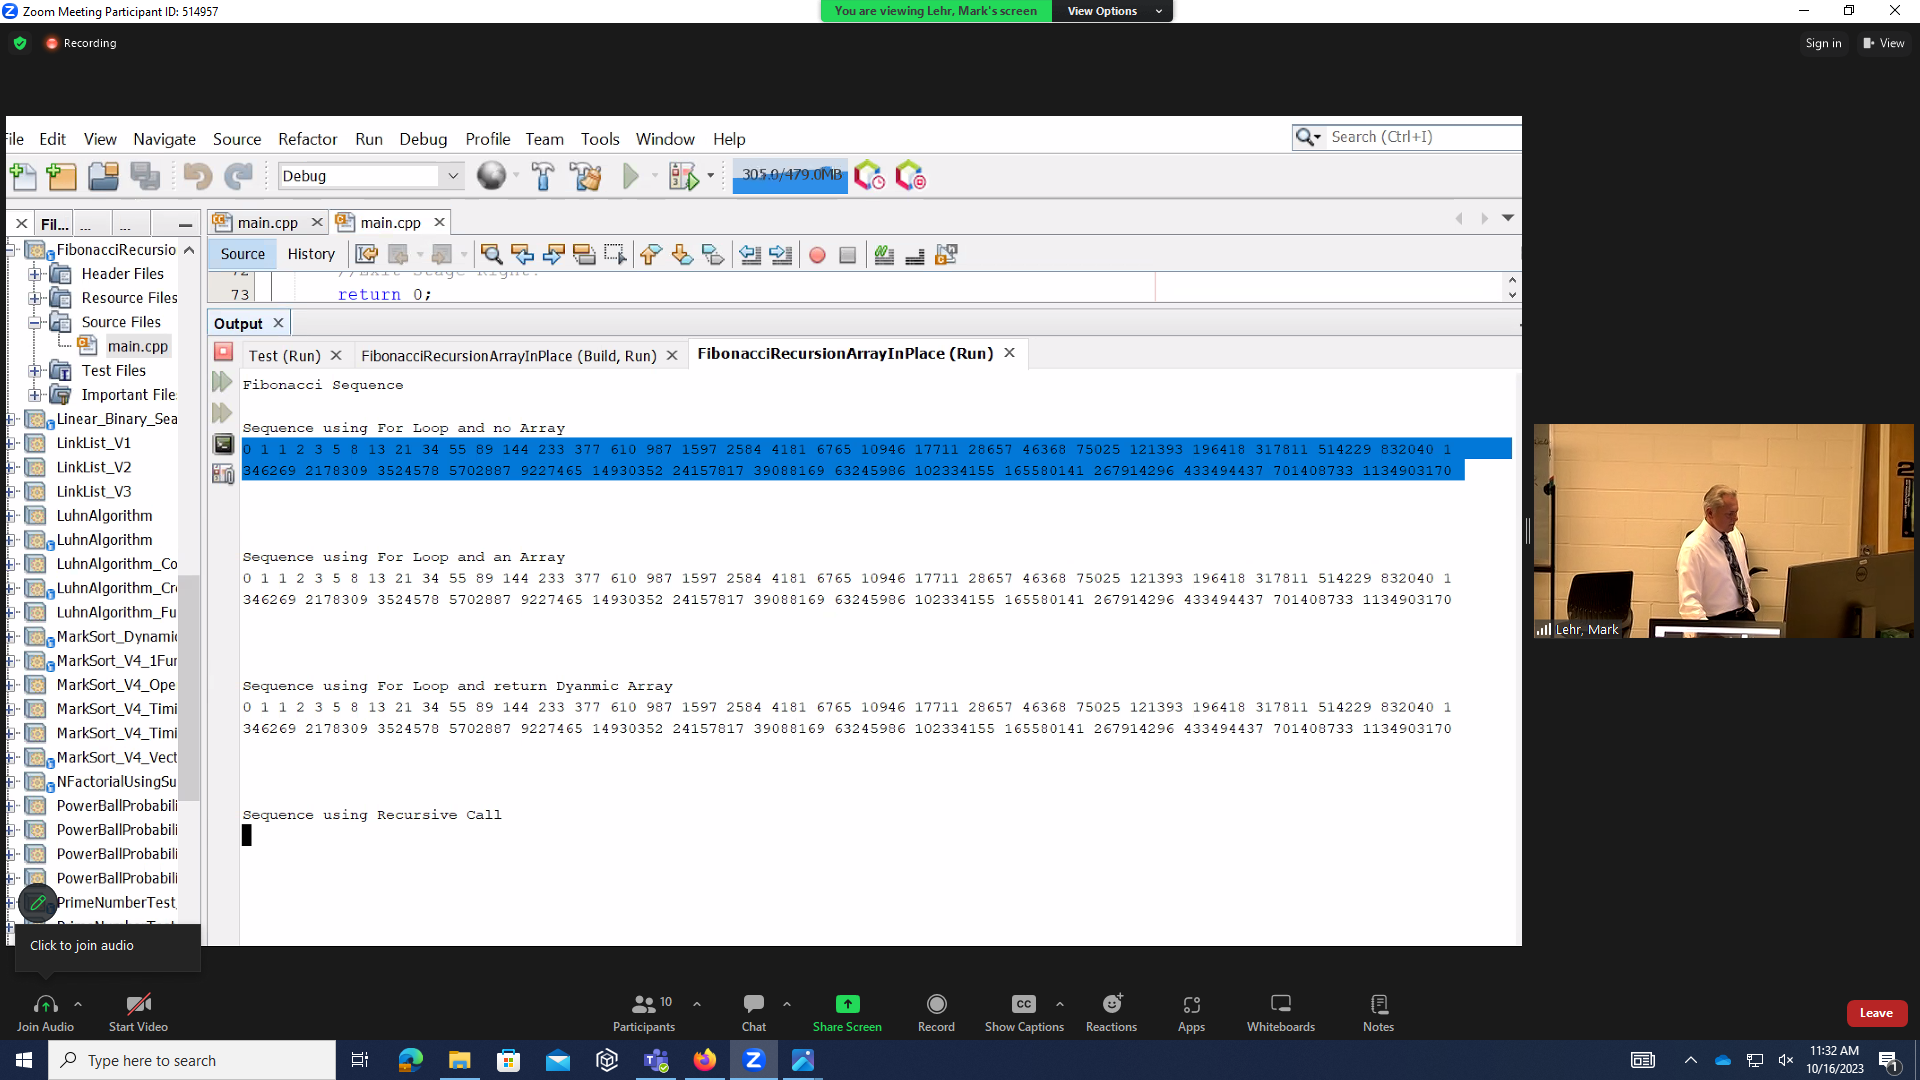 Zoom Meeting Participant ID: 514957
You are viewing Lehr, Mark's screen
View Options
Recording
Sign in
View
ile Edit View Navigate Source Refactor Run Debug Profile Team Tools Window Help
Search (Ctrl+I)
Debug
305.0/479.0MB
Fil...
...
...
main.cpp
main.cpp
Source
History
FibonacciRecursio
Header Files
Resource Files
Source Files
main.cpp
Test Files
Important File
Linear_Binary_Sea
LinkList_V1
LinkList_V2
LinkList_V3
LuhnAlgorithm
LuhnAlgorithm
LuhnAlgorithm_Co
LuhnAlgorithm_Cr
LuhnAlgorithm_Fu
MarkSort_Dynamic
MarkSort_V4_1Fur
MarkSort_V4_Ope
MarkSort_V4_Timi
MarkSort_V4_Timi
MarkSort_V4_Vect
NFactorialUsingSu
PowerBallProbabili
PowerBallProbabili
PowerBallProbabili
PowerBallProbabili
PrimeNumberTest_
72 //Exit Stage Right!
73 return 0;
Output
Test (Run)
FibonacciRecursionArrayInPlace (Build, Run)
FibonacciRecursionArrayInPlace (Run)
Fibonacci Sequence
Sequence using For Loop and no Array
0 1 1 2 3 5 8 13 21 34 55 89 144 233 377 610 987 1597 2584 4181 6765 10946 17711 28657 46368 75025 121393 196418 317811 514229 832040 1
346269 2178309 3524578 5702887 9227465 14930352 24157817 39088169 63245986 102334155 165580141 267914296 433494437 701408733 1134903170
Sequence using For Loop and an Array
0 1 1 2 3 5 8 13 21 34 55 89 144 233 377 610 987 1597 2584 4181 6765 10946 17711 28657 46368 75025 121393 196418 317811 514229 832040 1
346269 2178309 3524578 5702887 9227465 14930352 24157817 39088169 63245986 102334155 165580141 267914296 433494437 701408733 1134903170
Sequence using For Loop and return Dyanmic Array
0 1 1 2 3 5 8 13 21 34 55 89 144 233 377 610 987 1597 2584 4181 6765 10946 17711 28657 46368 75025 121393 196418 317811 514229 832040 1
346269 2178309 3524578 5702887 9227465 14930352 24157817 39088169 63245986 102334155 165580141 267914296 433494437 701408733 1134903170
Sequence using Recursive Call
Lehr, Mark
Click to join audio
Join Audio
Start Video
10
Participants
Chat
Share Screen
Record
CC
Show Captions
Reactions
Apps
Whiteboards
Notes
Leave
Type here to search
11:32 AM
10/16/2023
1